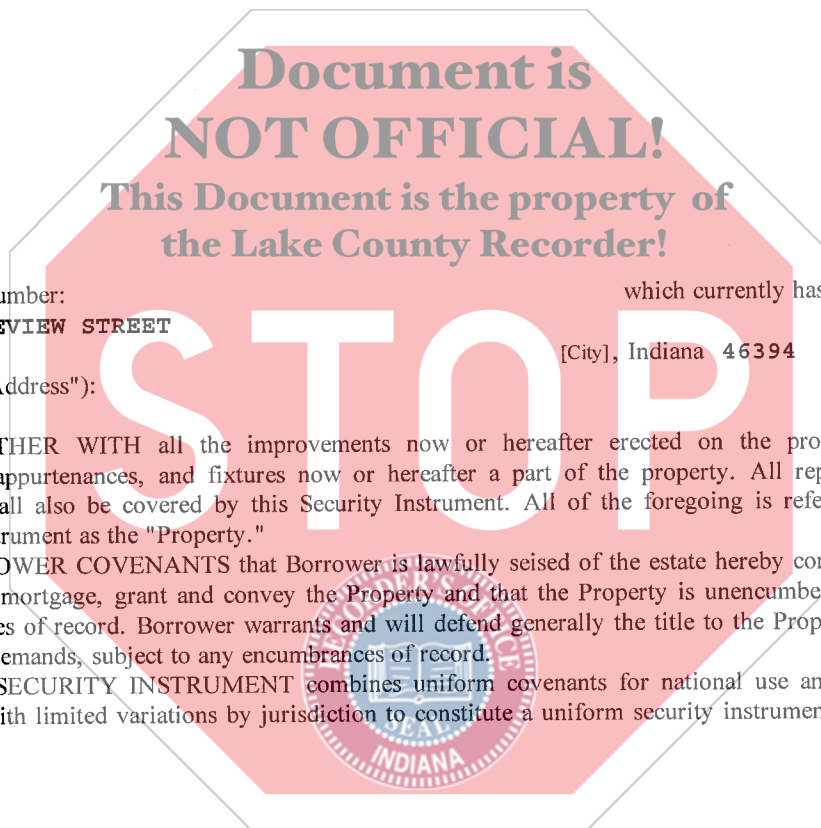 Document is
NOT OFFICIAL!
This Document is the property of
the Lake County Recorder!
umber: which currently has
EVIEW STREET
[City], Indiana 46394
Address"):
STOP
THER WITH all the improvements now or hereafter erected on the pro
appurtenances, and fixtures now or hereafter a part of the property. All rep
all also be covered by this Security Instrument. All of the foregoing is refe
trument as the "Property."
OWER COVENANTS that Borrower is lawfully seised of the estate hereby con
mortgage, grant and convey the Property and that the Property is unencumbe
es of record. Borrower warrants and will defend generally the title to the Prop
emands, subject to any encumbrances of record.
SECURITY INSTRUMENT combines uniform covenants for national use an
ith limited variations by jurisdiction to constitute a uniform security instrumen
RECORDER'S OFFICE
SEAL
INDIANA